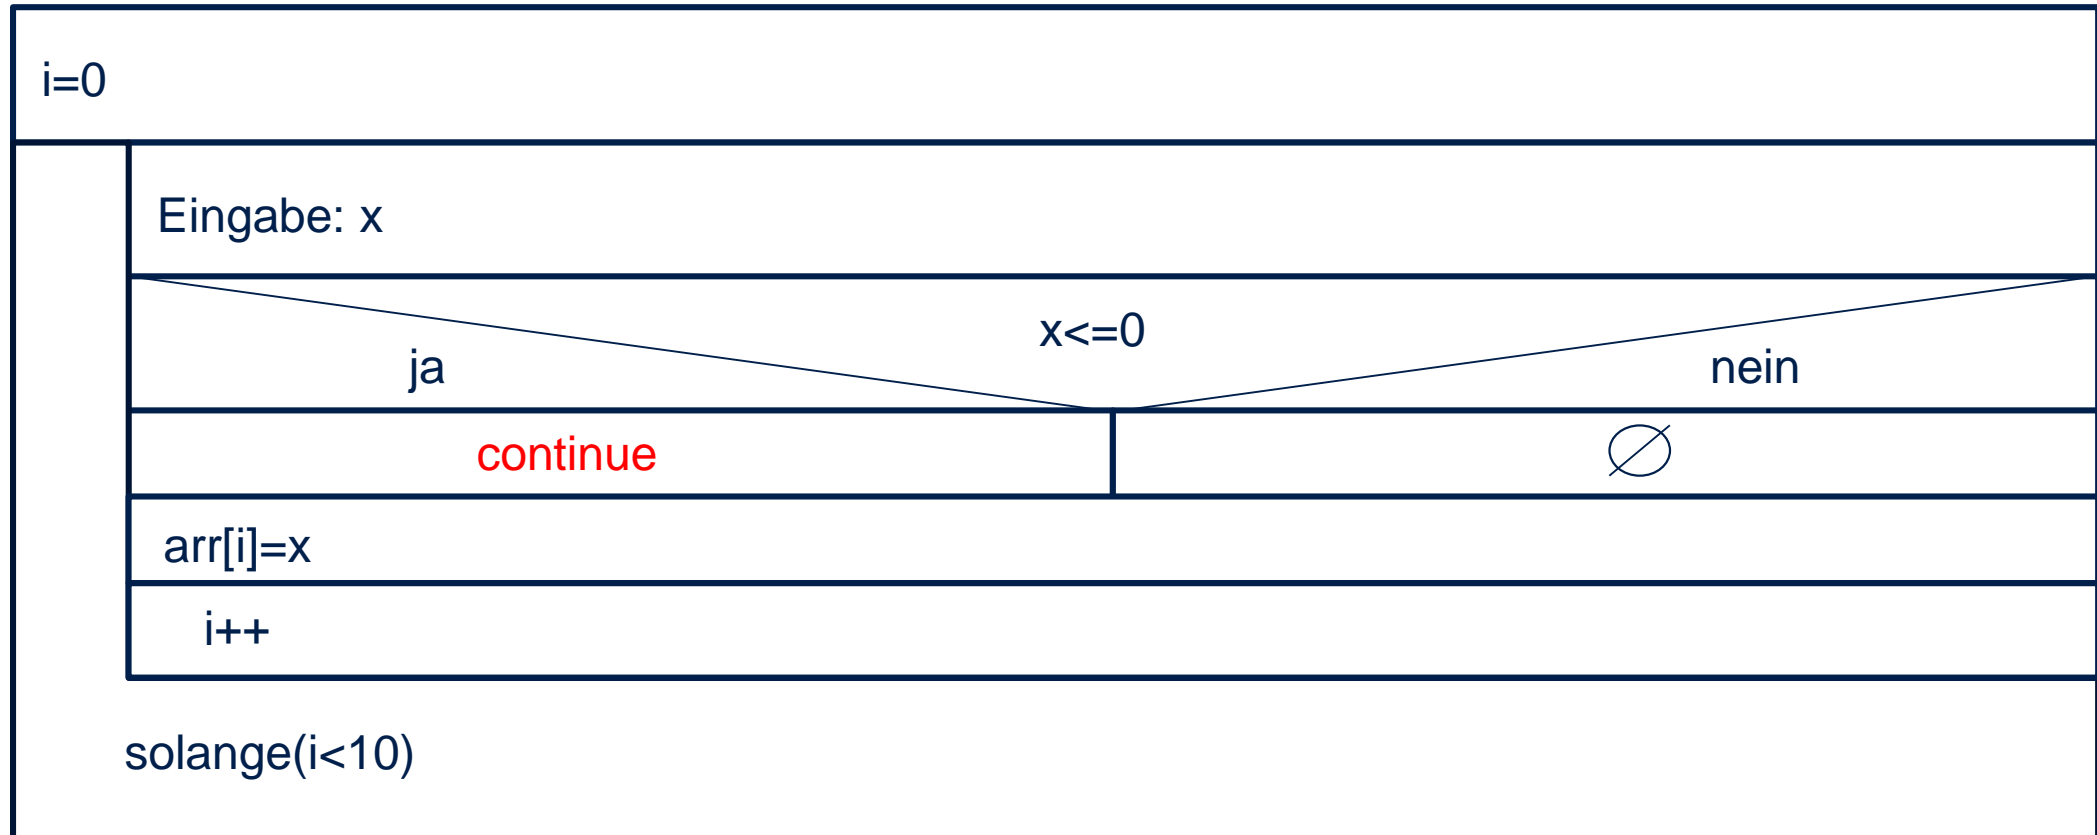 i=0
Eingabe: x
x<=0
ja
nein
continue
∅
arr[i]=x
i++
solange(i<10)